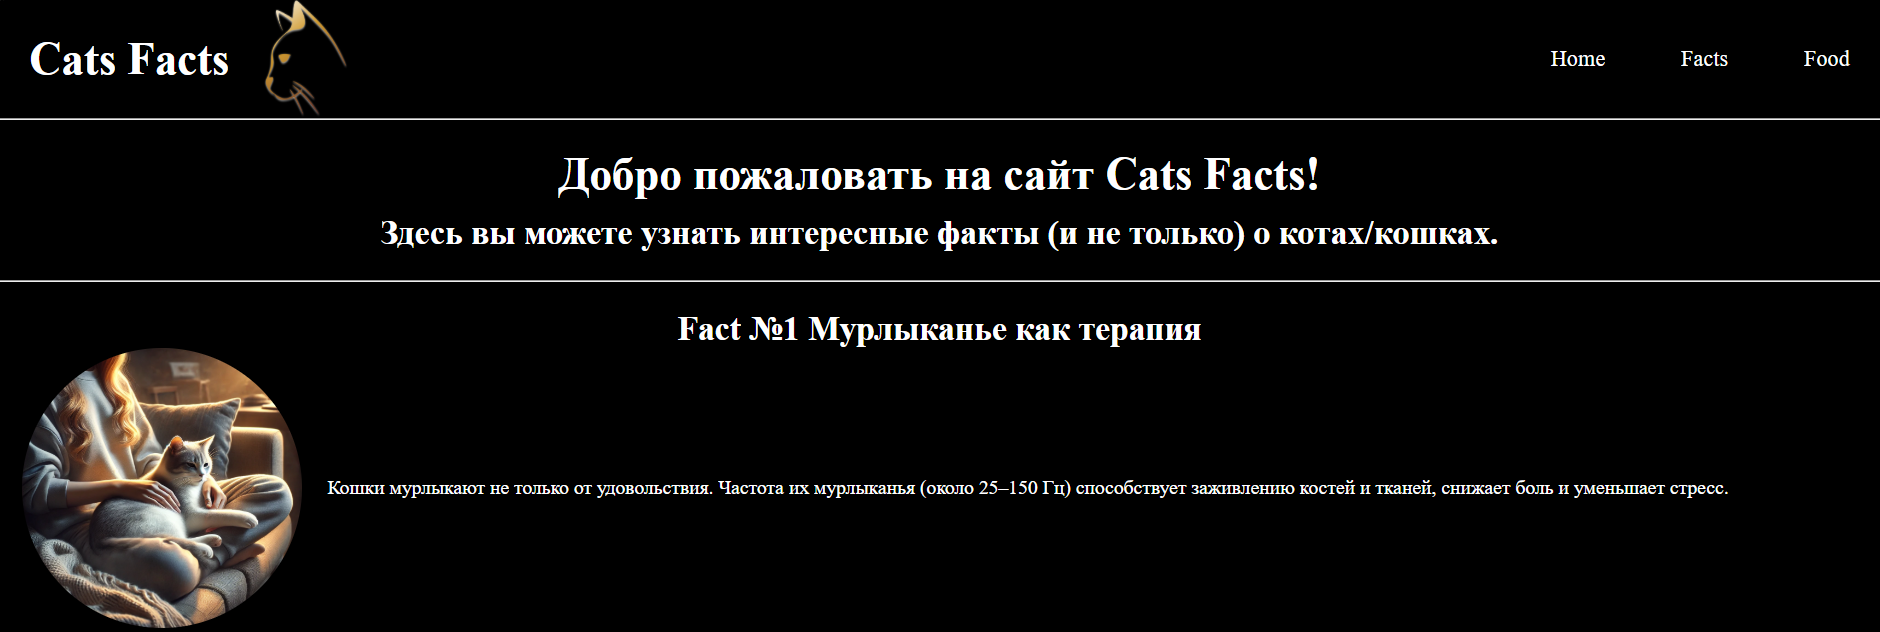 Cats Facts
Home Facts Food
Добро пожаловать на сайт Cats Facts!
Здесь вы можете узнать интересные факты (и не только) о котах/кошках.
Fact №1 Мурлыканье как терапия
Кошки мурлыкают не только от удовольствия. Частота их мурлыканья (около 25–150 Гц) способствует заживлению костей и тканей, снижает боль и уменьшает стресс.